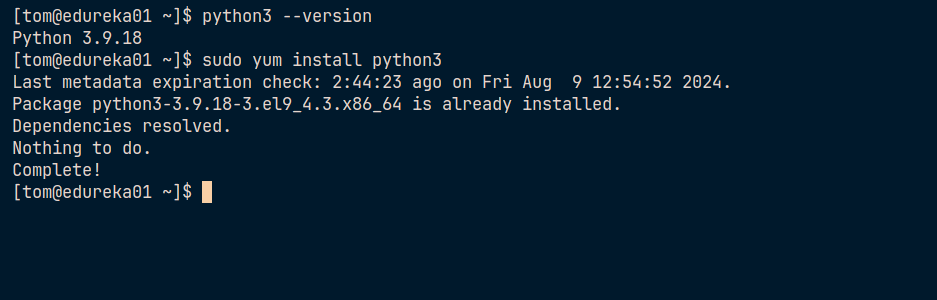 [tom@edureka01 ~]$ python3 --version
Python 3.9.18
[tom@edureka01 ~]$ sudo yum install python3
Last metadata expiration check: 2:44:23 ago on Fri Aug  9 12:54:52 2024.
Package python3-3.9.18-3.el9_4.3.x86_64 is already installed.
Dependencies resolved.
Nothing to do.
Complete!
[tom@edureka01 ~]$